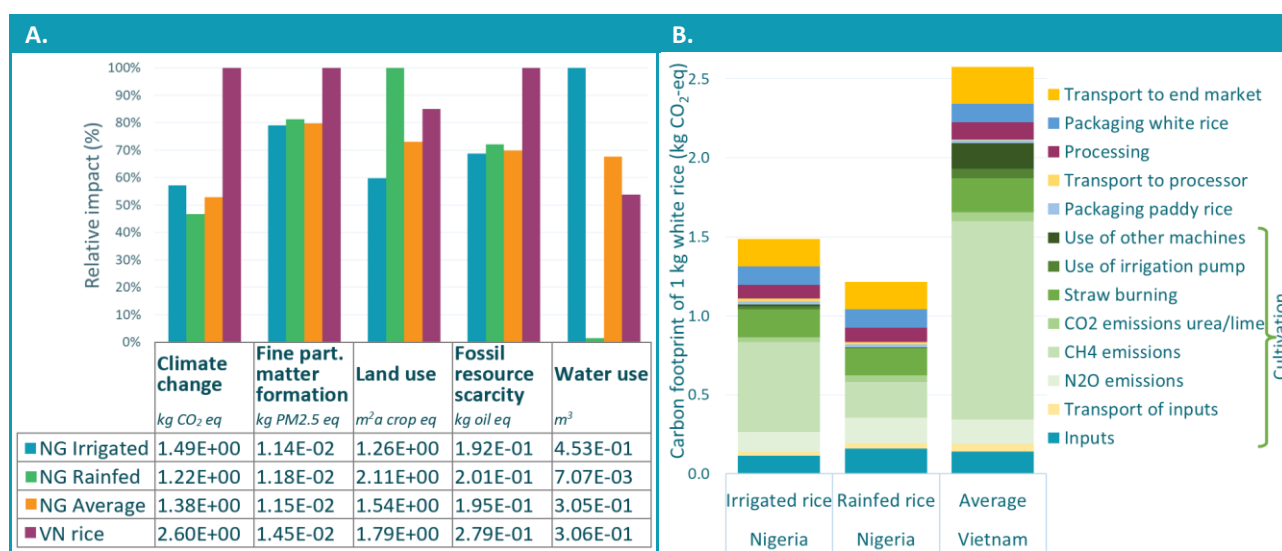 A.
Relative impact (%)
100%
90%
80%
70%
60%
50%
40%
30%
20%
10%
0%
Climate change
Fine part. matter formation
Land use
Fossil resource scarcity
Water use
kg CO₂ eq
kg PM2.5 eq
m²a crop eq
kg oil eq
m³
NG Irrigated 1.49E+00 1.14E-02 1.26E+00 1.92E-01 4.53E-01
NG Rainfed 1.22E+00 1.18E-02 2.11E+00 2.01E-01 7.07E-03
NG Average 1.38E+00 1.15E-02 1.54E+00 1.95E-01 3.05E-01
VN rice 2.60E+00 1.45E-02 1.79E+00 2.79E-01 3.06E-01
B.
Carbon footprint of 1 kg white rice (kg CO₂-eq)
2.5
2.0
1.5
1.0
0.5
0.0
Irrigated rice
Rainfed rice
Average
Nigeria
Nigeria
Vietnam
Transport to end market
Packaging white rice
Processing
Transport to processor
Packaging paddy rice
Use of other machines
Use of irrigation pump
Straw burning
CO2 emissions urea/lime
CH4 emissions
N2O emissions
Transport of inputs
Inputs
Cultivation